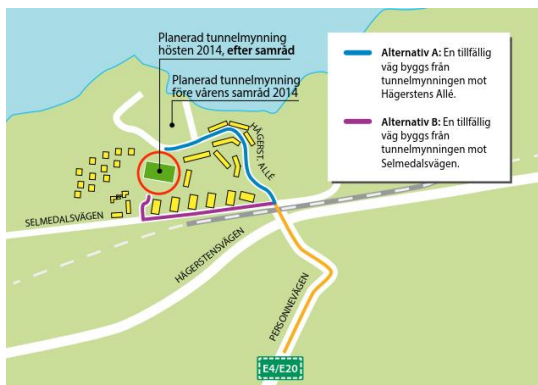 Planerad tunnelmynning
hösten 2014, efter samråd
Planerad tunnelmynning
före vårens samråd 2014
Alternativ A: En tillfällig
väg byggs från
tunnelmynningen mot
Hägerstens Allé.
Alternativ B: En tillfällig
väg byggs från
tunnelmynningen mot
Selmedalsvägen.
HÄGERST. ALLÉ
SELMEDALSVÄGEN
HÄGERSTENSVÄGEN
PERSONNEVÄGEN
E4/E20